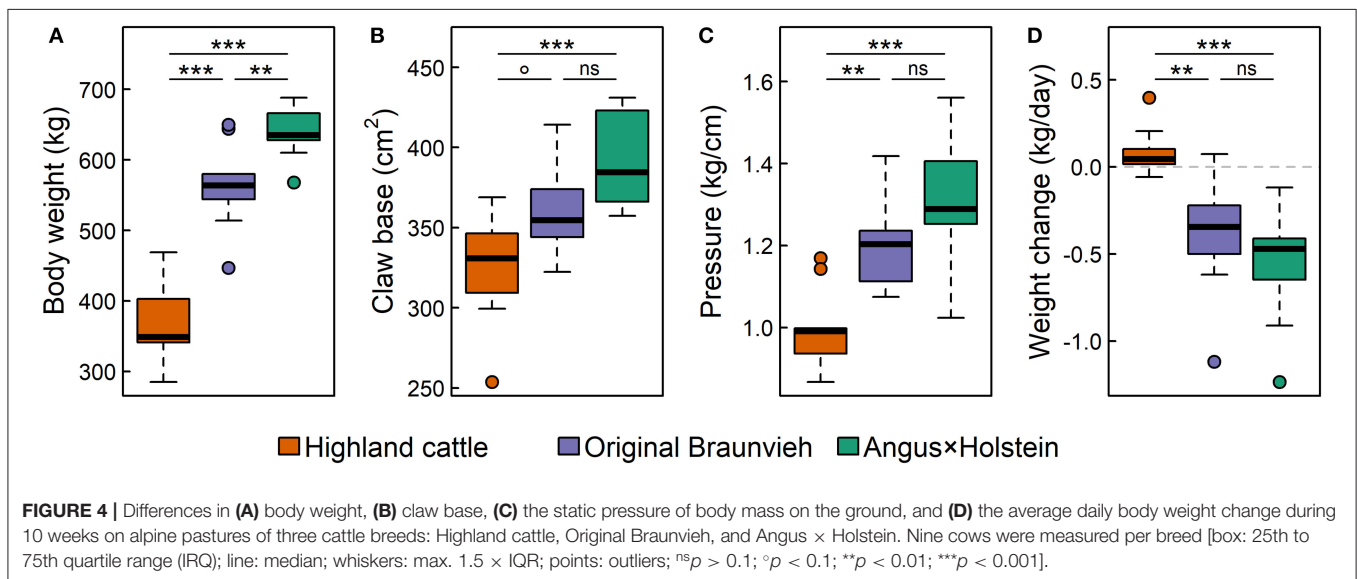 A
***
***
**
Body weight (kg)
700
600
500
400
300
B
***
°
ns
Claw base (cm²)
450
400
350
300
250
C
***
**
ns
Pressure (kg/cm)
1.6
1.4
1.2
1.0
D
***
**
ns
Weight change (kg/day)
0.5
0.0
-0.5
-1.0
Highland cattle
Original Braunvieh
Angus×Holstein
FIGURE 4 | Differences in (A) body weight, (B) claw base, (C) the static pressure of body mass on the ground, and (D) the average daily body weight change during
10 weeks on alpine pastures of three cattle breeds: Highland cattle, Original Braunvieh, and Angus × Holstein. Nine cows were measured per breed [box: 25th to
75th quartile range (IRQ); line: median; whiskers: max. 1.5 × IQR; points: outliers; ⁿˢp > 0.1; °p < 0.1; **p < 0.01; ***p < 0.001].